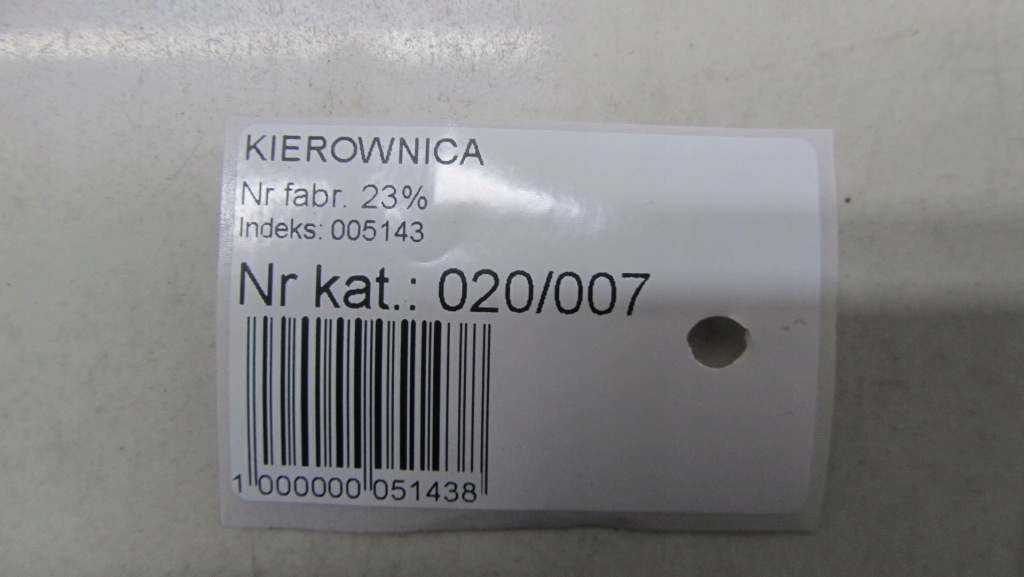 KIEROWNICA
Nr fabr. 23%
Indeks: 005143
Nr kat.: 020/007
1 000000 051438